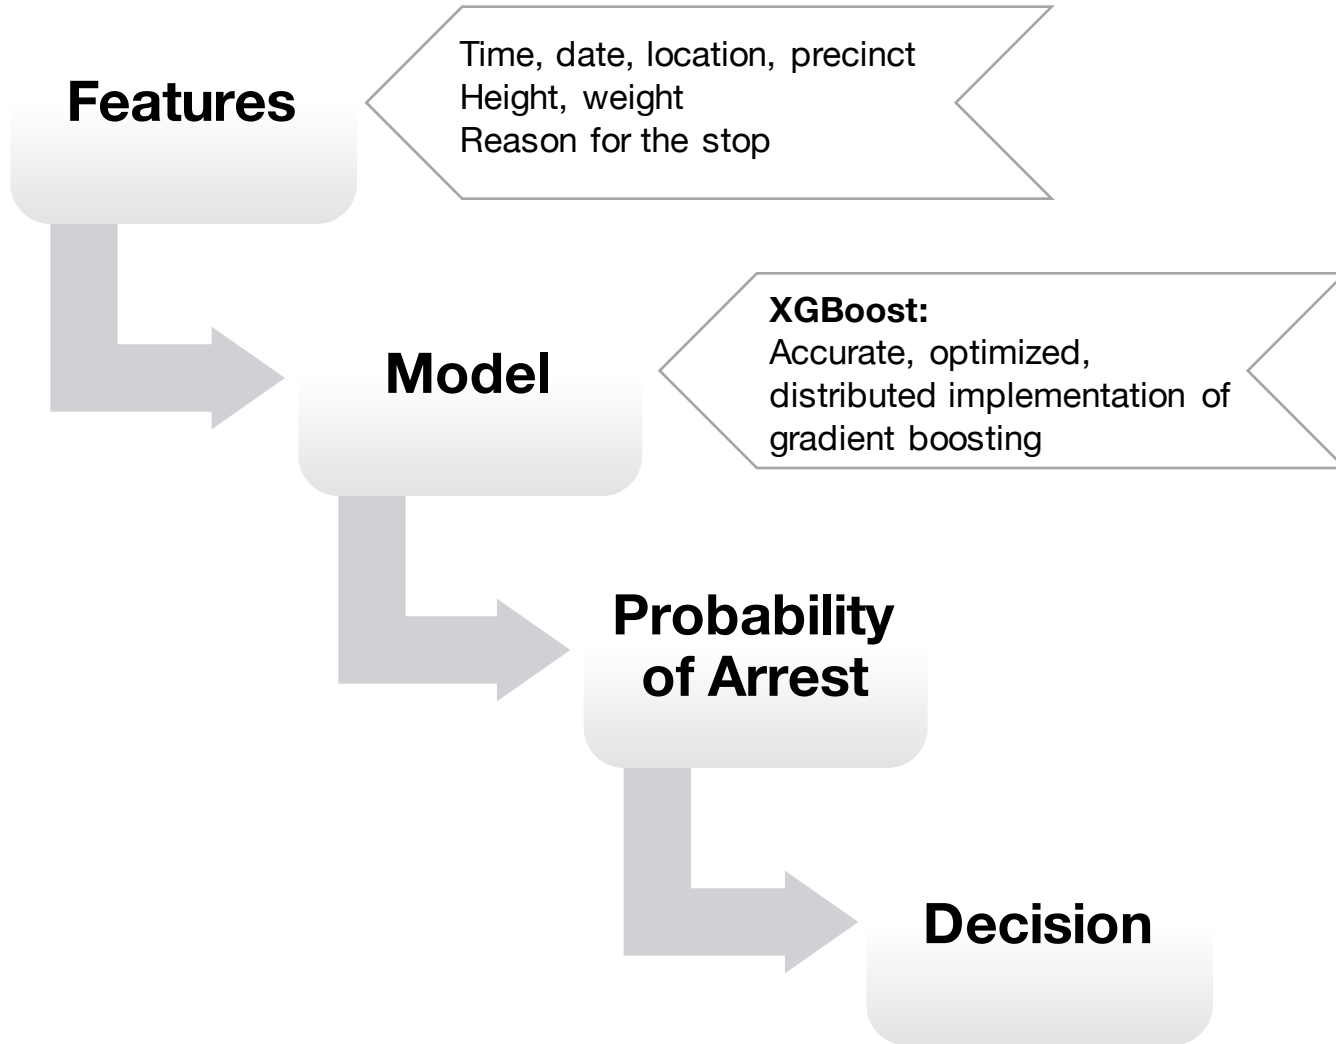 Features
Time, date, location, precinct
Height, weight
Reason for the stop
Model
XGBoost:
Accurate, optimized,
distributed implementation of
gradient boosting
Probability
of Arrest
Decision